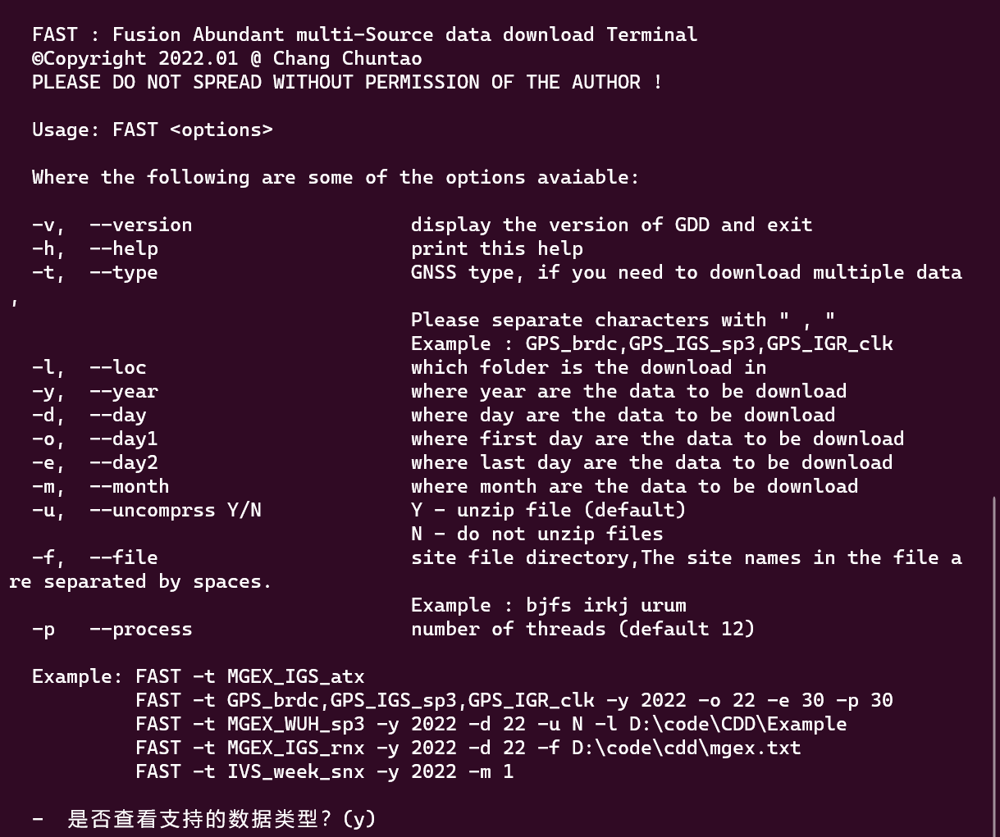 FAST : Fusion Abundant multi-Source data download Terminal
©Copyright 2022.01 @ Chang Chuntao
PLEASE DO NOT SPREAD WITHOUT PERMISSION OF THE AUTHOR !
Usage: FAST <options>
Where the following are some of the options avaiable:
-v,  --version                   display the version of GDD and exit
-h,  --help                      print this help
-t,  --type                      GNSS type, if you need to download multiple data
,
Please separate characters with " , "
Example : GPS_brdc,GPS_IGS_sp3,GPS_IGR_clk
-l,  --loc                       which folder is the download in
-y,  --year                      where year are the data to be download
-d,  --day                       where day are the data to be download
-o,  --day1                      where first day are the data to be download
-e,  --day2                      where last day are the data to be download
-m,  --month                     where month are the data to be download
-u,  --uncomprss Y/N             Y - unzip file (default)
N - do not unzip files
-f,  --file                      site file directory,The site names in the file a
re separated by spaces.
Example : bjfs irkj urum
-p   --process                   number of threads (default 12)
Example: FAST -t MGEX_IGS_atx
FAST -t GPS_brdc,GPS_IGS_sp3,GPS_IGR_clk -y 2022 -o 22 -e 30 -p 30
FAST -t MGEX_WUH_sp3 -y 2022 -d 22 -u N -l D:\code\CDD\Example
FAST -t MGEX_IGS_rnx -y 2022 -d 22 -f D:\code\cdd\mgex.txt
FAST -t IVS_week_snx -y 2022 -m 1
-  是否查看支持的数据类型？(y)